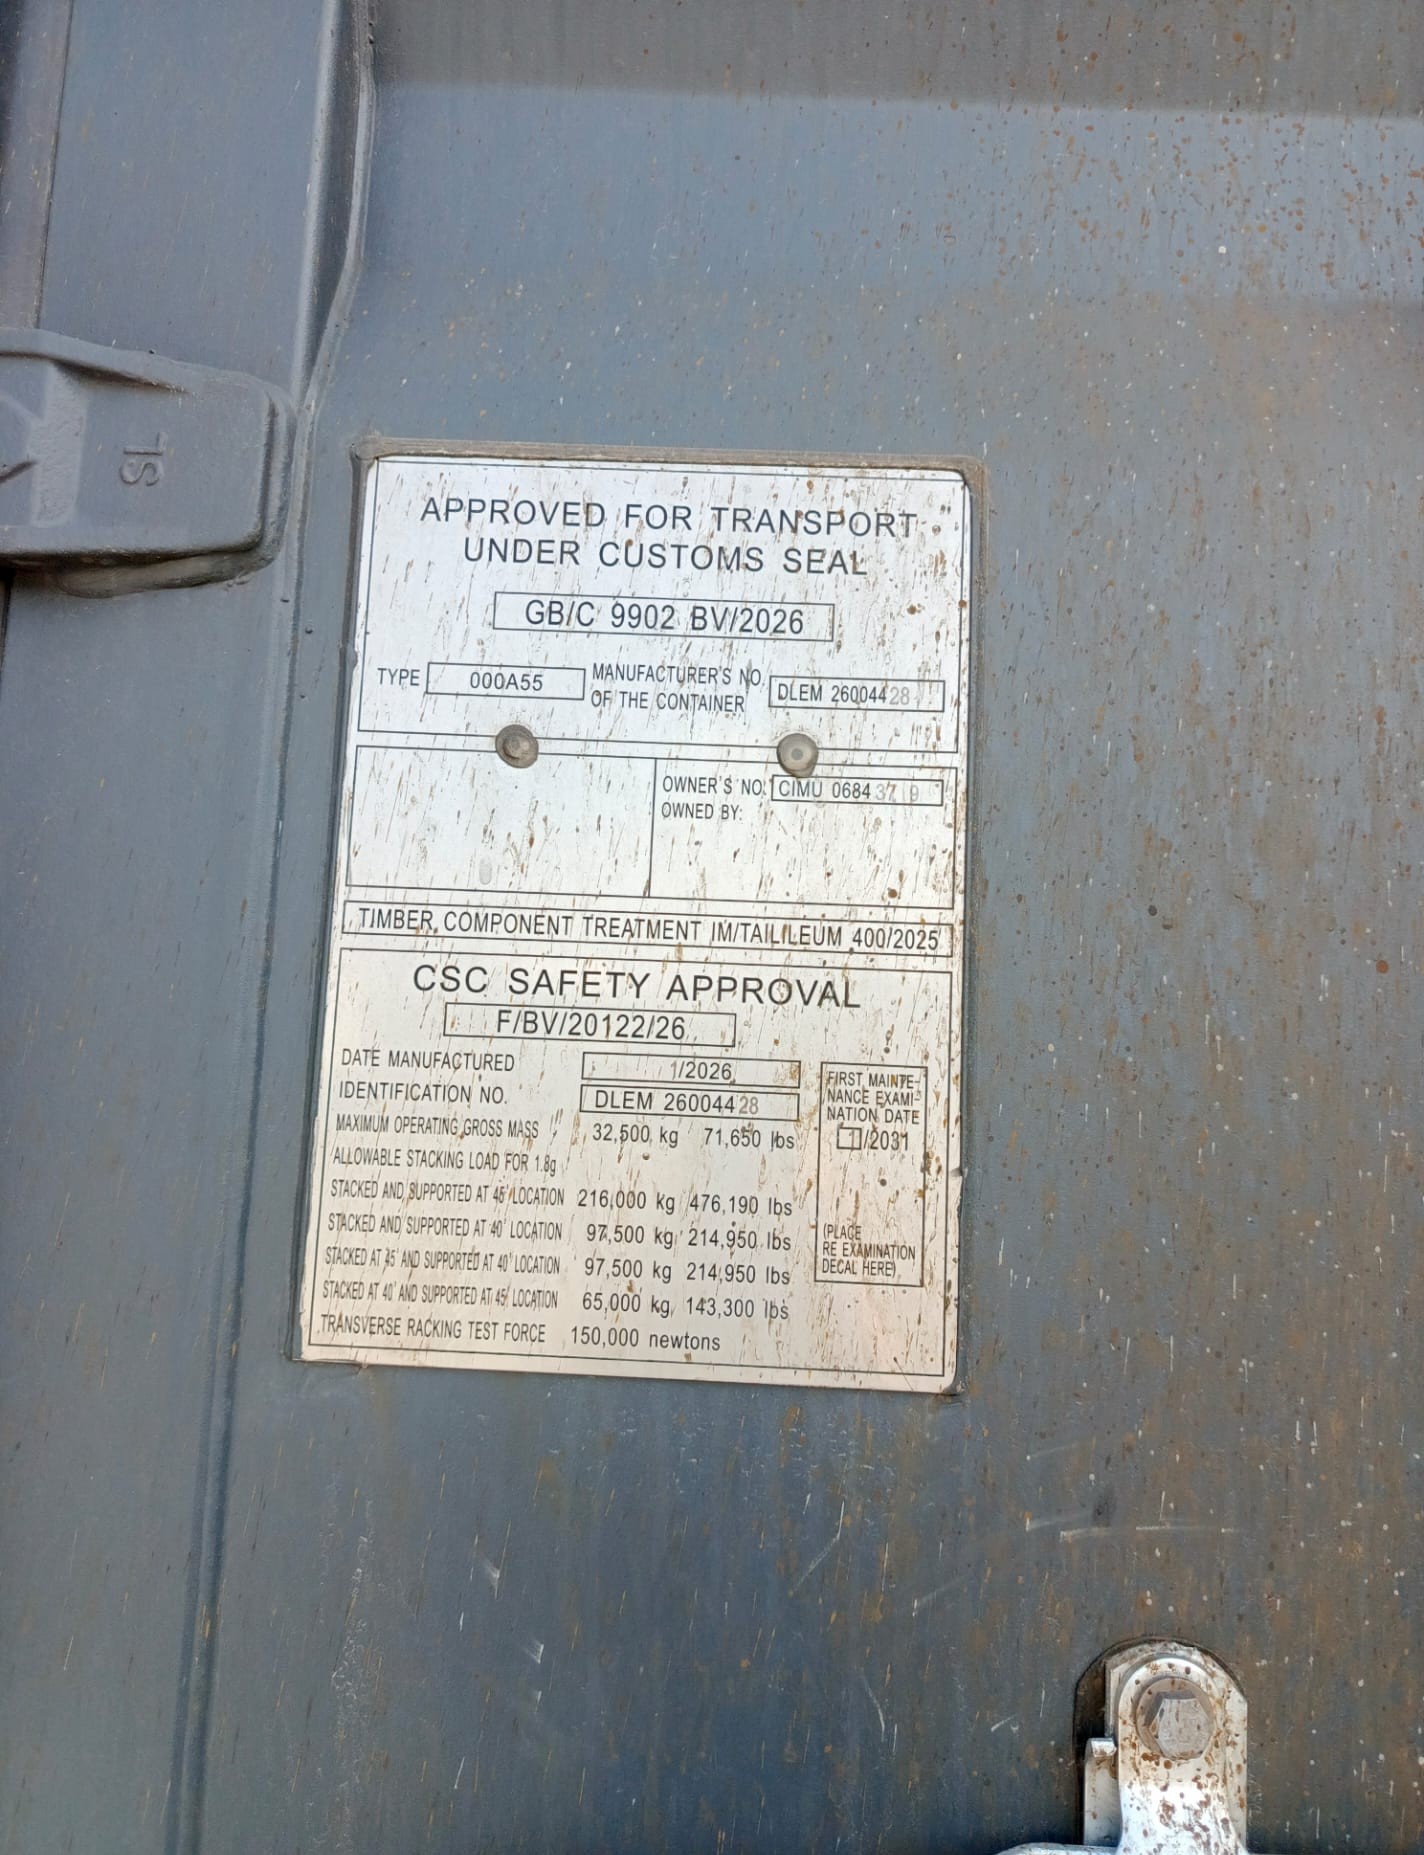 SL
APPROVED FOR TRANSPORT
UNDER CUSTOMS SEAL
GB/C 9902 BV/2026
TYPE 000A55 MANUFACTURER'S NO. OF THE CONTAINER DLEM 26004428
OWNER'S NO. CIMU 068437 9
OWNED BY:
TIMBER COMPONENT TREATMENT IM/TAILILEUM 400/2025
CSC SAFETY APPROVAL
F/BV/20122/26
DATE MANUFACTURED 1/2026
IDENTIFICATION NO. DLEM 26004428
MAXIMUM OPERATING GROSS MASS 32,500 kg 71,650 lbs
ALLOWABLE STACKING LOAD FOR 1.8g
STACKED AND SUPPORTED AT 45' LOCATION 216,000 kg 476,190 lbs
STACKED AND SUPPORTED AT 40' LOCATION 97,500 kg 214,950 lbs
STACKED AT 45' AND SUPPORTED AT 40' LOCATION 97,500 kg 214,950 lbs
STACKED AT 40' AND SUPPORTED AT 45' LOCATION 65,000 kg 143,300 lbs
TRANSVERSE RACKING TEST FORCE 150,000 newtons
FIRST MAINTE-
NANCE EXAMI-
NATION DATE
1/2031
(PLACE
RE EXAMINATION
DECAL HERE)